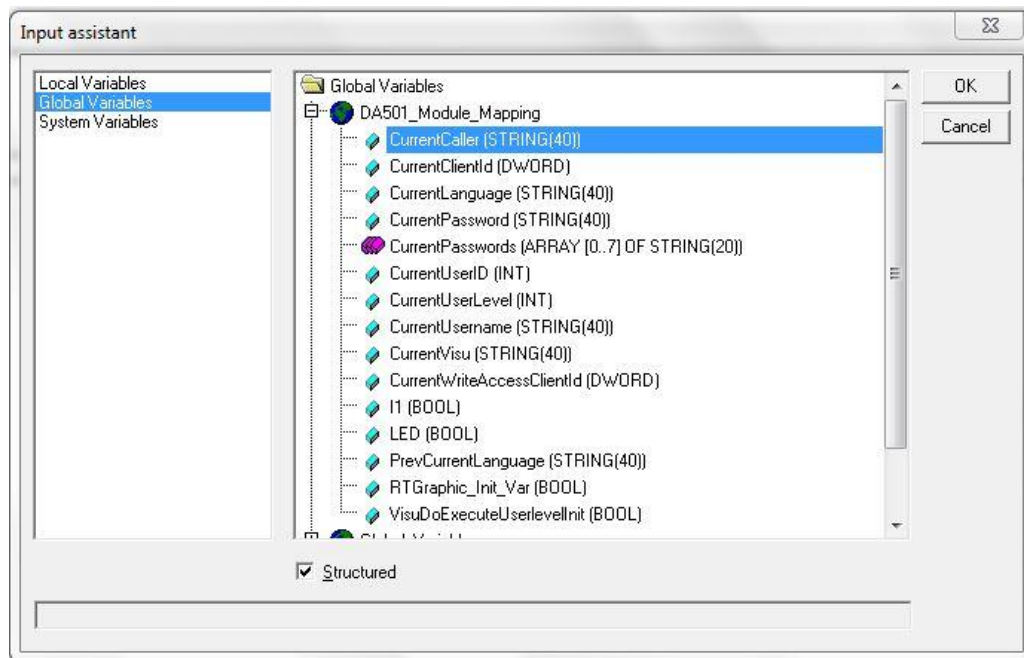 Input assistant
Local Variables
Global Variables
System Variables
Global Variables
DA501_Module_Mapping
CurrentCaller (STRING(40))
CurrentClientId (DWORD)
CurrentLanguage (STRING(40))
CurrentPassword (STRING(40))
CurrentPasswords (ARRAY [0..7] OF STRING(20))
CurrentUserID (INT)
CurrentUserLevel (INT)
CurrentUsername (STRING(40))
CurrentVisu (STRING(40))
CurrentWriteAccessClientId (DWORD)
I1 (BOOL)
LED (BOOL)
PrevCurrentLanguage (STRING(40))
RTGraphic_Init_Var (BOOL)
VisuDoExecuteUserlevelInit (BOOL)
OK
Cancel
Structured